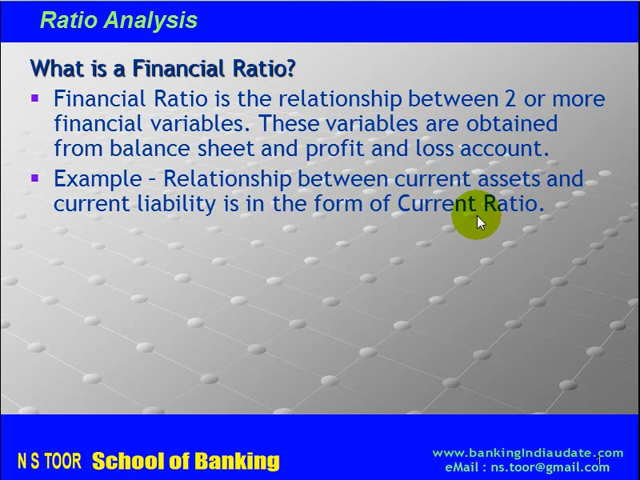 Ratio Analysis
What is a Financial Ratio?
Financial Ratio is the relationship between 2 or more
financial variables. These variables are obtained
from balance sheet and profit and loss account.
Example – Relationship between current assets and
current liability is in the form of Current Ratio.
N S TOOR School of Banking
www.bankingIndiaudate.com
eMail : ns.toor@gmail.com